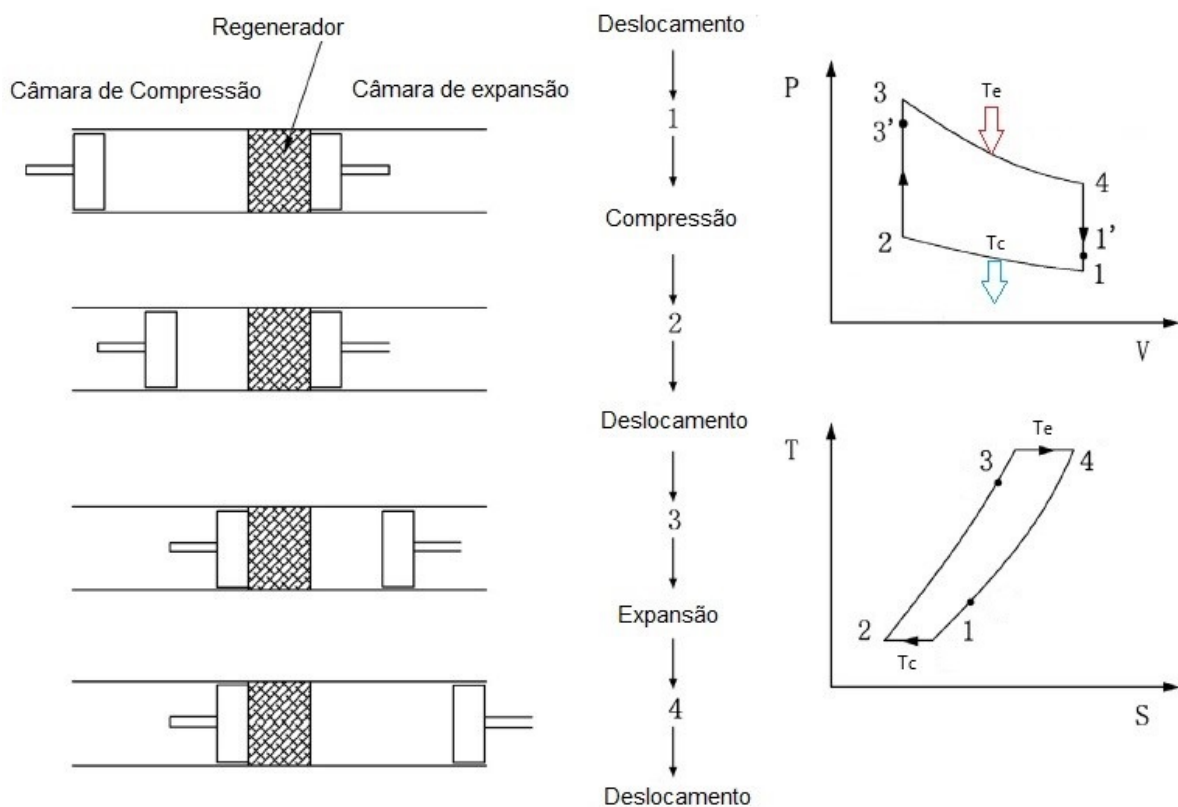 Regenerador
Câmara de Compressão
Câmara de expansão
Deslocamento
1
Compressão
2
Deslocamento
3
Expansão
4
Deslocamento
P
3
3'
Te
4
2
Tc
1'
1
V
T
3
Te
4
2
Tc
1
S